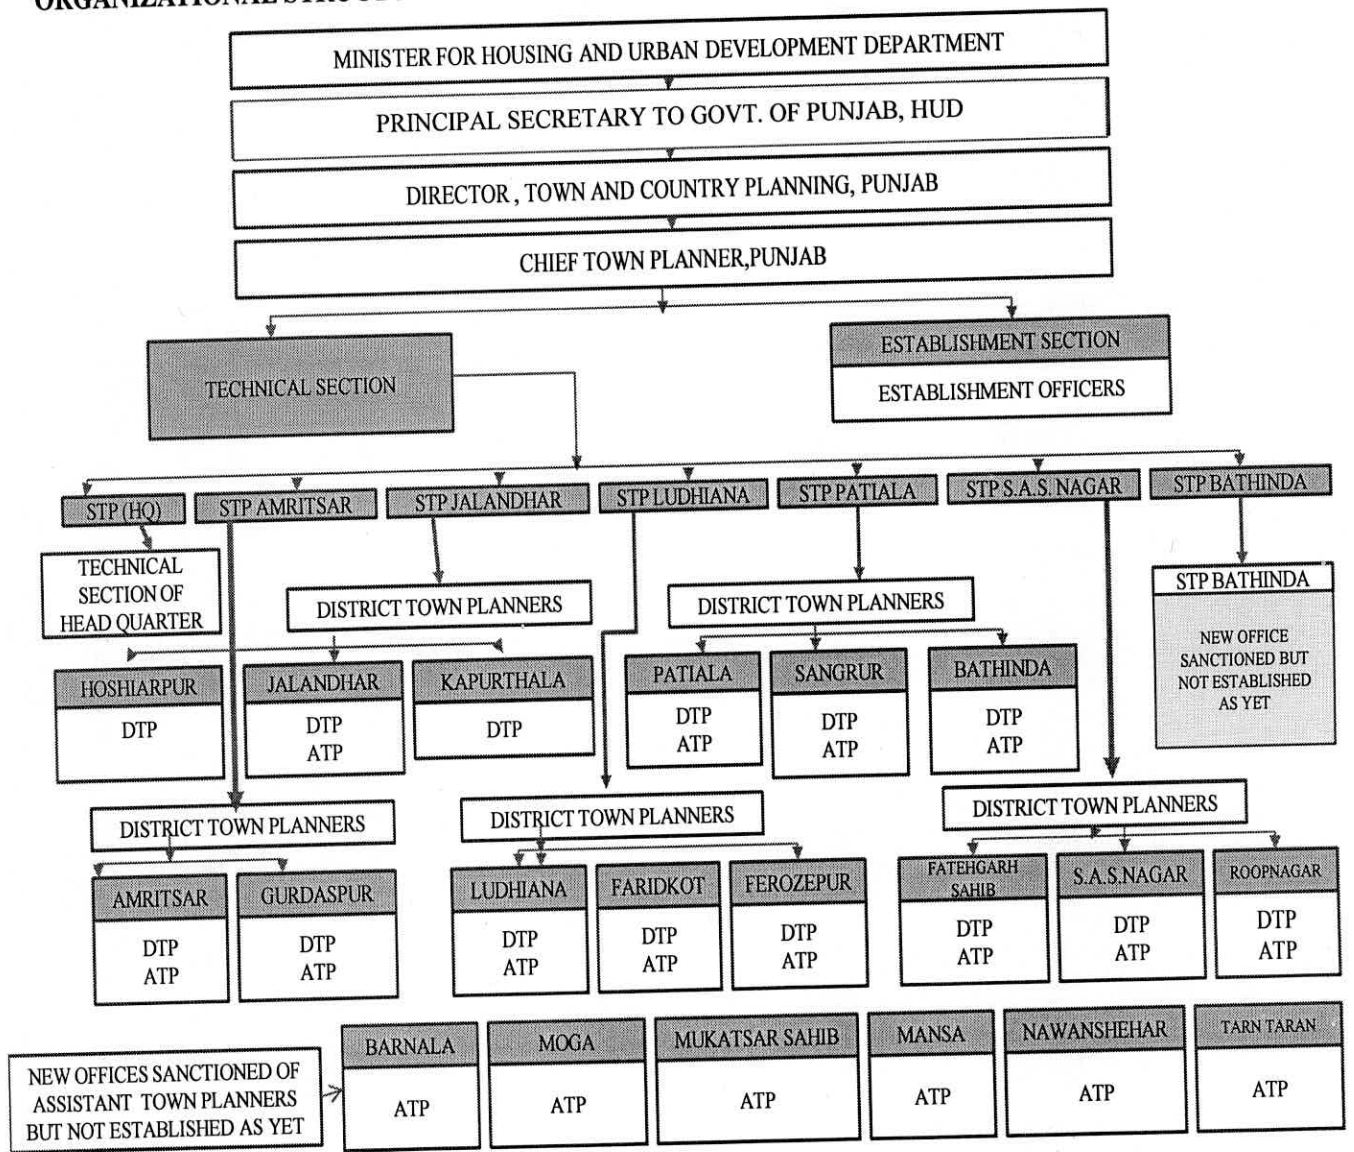 MINISTER FOR HOUSING AND URBAN DEVELOPMENT DEPARTMENT
PRINCIPAL SECRETARY TO GOVT. OF PUNJAB, HUD
DIRECTOR , TOWN AND COUNTRY PLANNING, PUNJAB
CHIEF TOWN PLANNER,PUNJAB
TECHNICAL SECTION
ESTABLISHMENT SECTION
ESTABLISHMENT OFFICERS
STP (HQ)
STP AMRITSAR
STP JALANDHAR
STP LUDHIANA
STP PATIALA
STP S.A.S. NAGAR
STP BATHINDA
TECHNICAL
SECTION OF
HEAD QUARTER
DISTRICT TOWN PLANNERS
DISTRICT TOWN PLANNERS
STP BATHINDA
NEW OFFICE
SANCTIONED BUT
NOT ESTABLISHED
AS YET
HOSHIARPUR
DTP
JALANDHAR
DTP
ATP
KAPURTHALA
DTP
PATIALA
DTP
ATP
SANGRUR
DTP
ATP
BATHINDA
DTP
ATP
DISTRICT TOWN PLANNERS
DISTRICT TOWN PLANNERS
DISTRICT TOWN PLANNERS
AMRITSAR
DTP
ATP
GURDASPUR
DTP
ATP
LUDHIANA
DTP
ATP
FARIDKOT
DTP
ATP
FEROZEPUR
DTP
ATP
FATEHGARH
SAHIB
DTP
ATP
S.A.S.NAGAR
DTP
ATP
ROOPNAGAR
DTP
ATP
NEW OFFICES SANCTIONED OF
ASSISTANT TOWN PLANNERS
BUT NOT ESTABLISHED AS YET
BARNALA
ATP
MOGA
ATP
MUKATSAR SAHIB
ATP
MANSA
ATP
NAWANSHEHAR
ATP
TARN TARAN
ATP